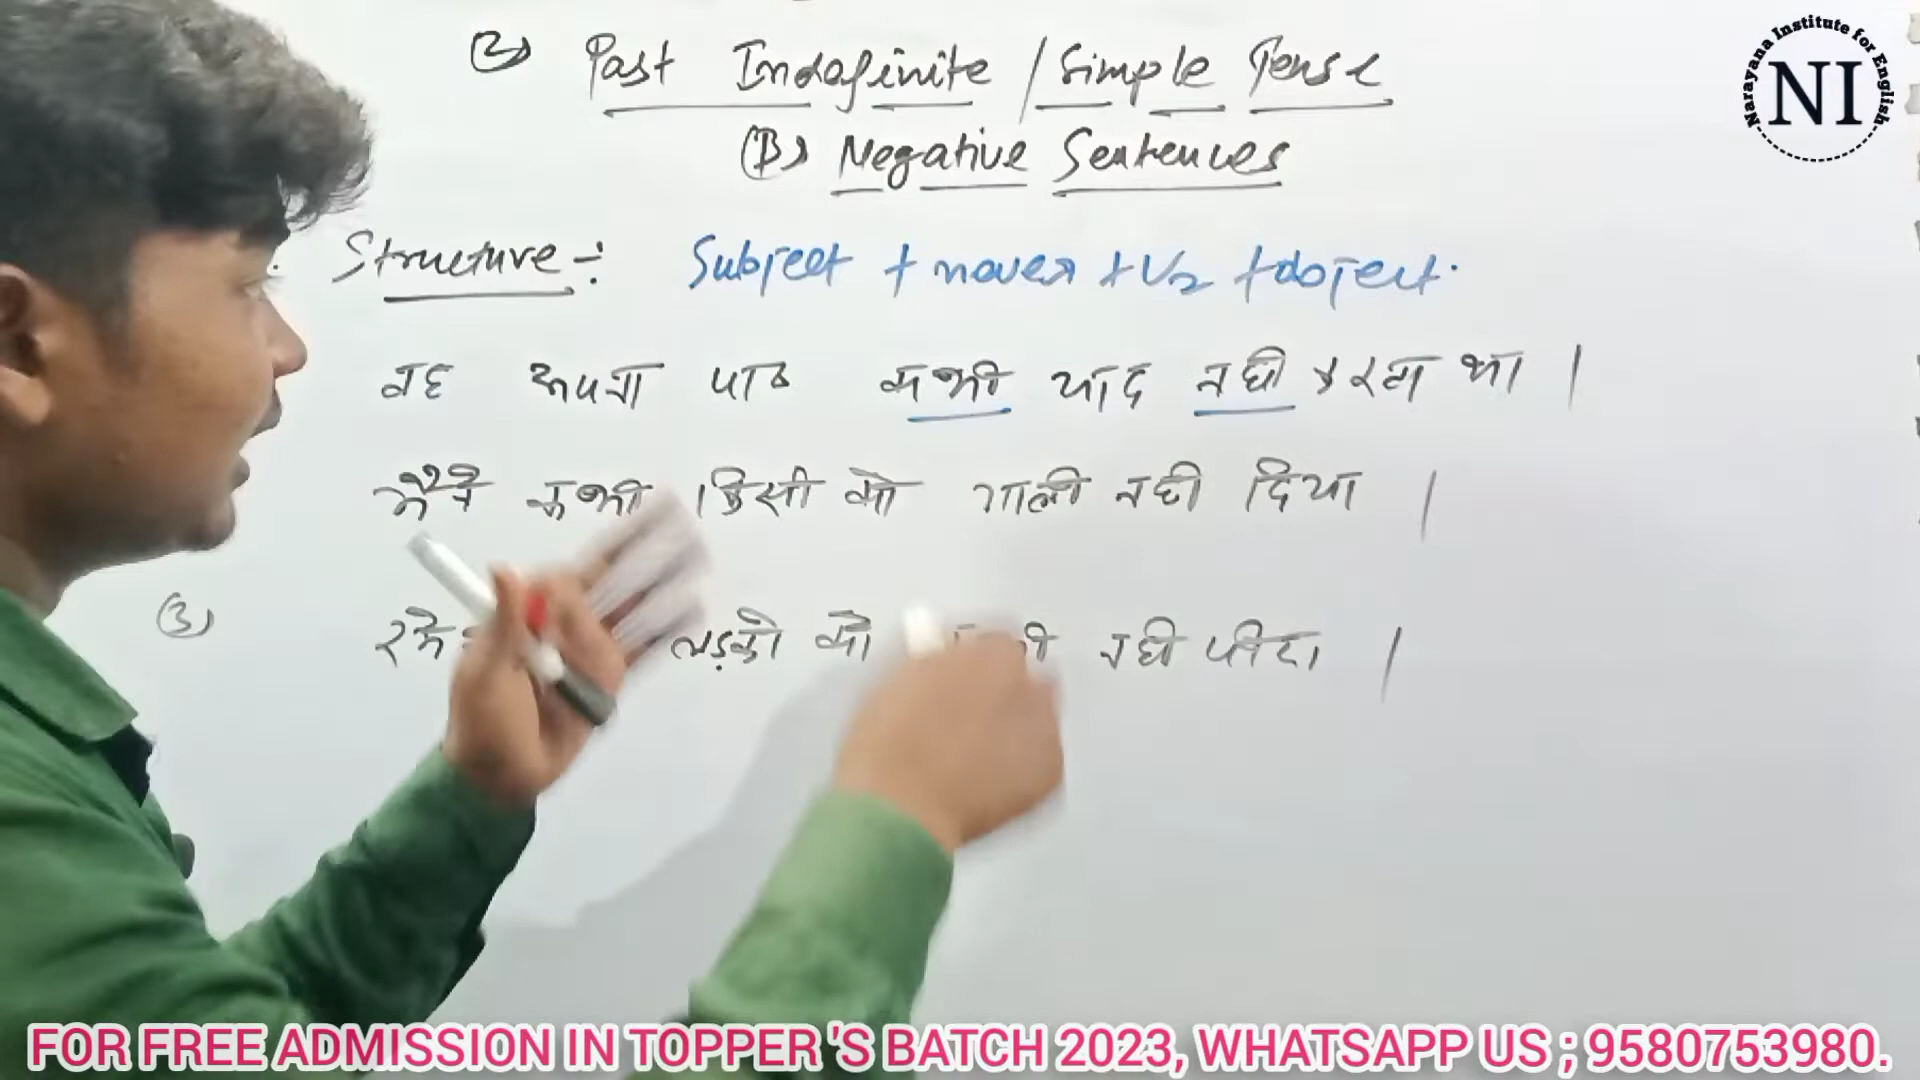 (2) Past Indefinite / Simple Tense
(B) Negative Sentences
Structure :- Subject + never + V2 + object.
वह अपना पाठ कभी याद नहीं करता था |
मैंने कभी किसी को गाली नहीं दिया |
(3) लड़की को नहीं पीटा |
Narayana Institute for English
NI
FOR FREE ADMISSION IN TOPPER 'S BATCH 2023, WHATSAPP US ; 9580753980.